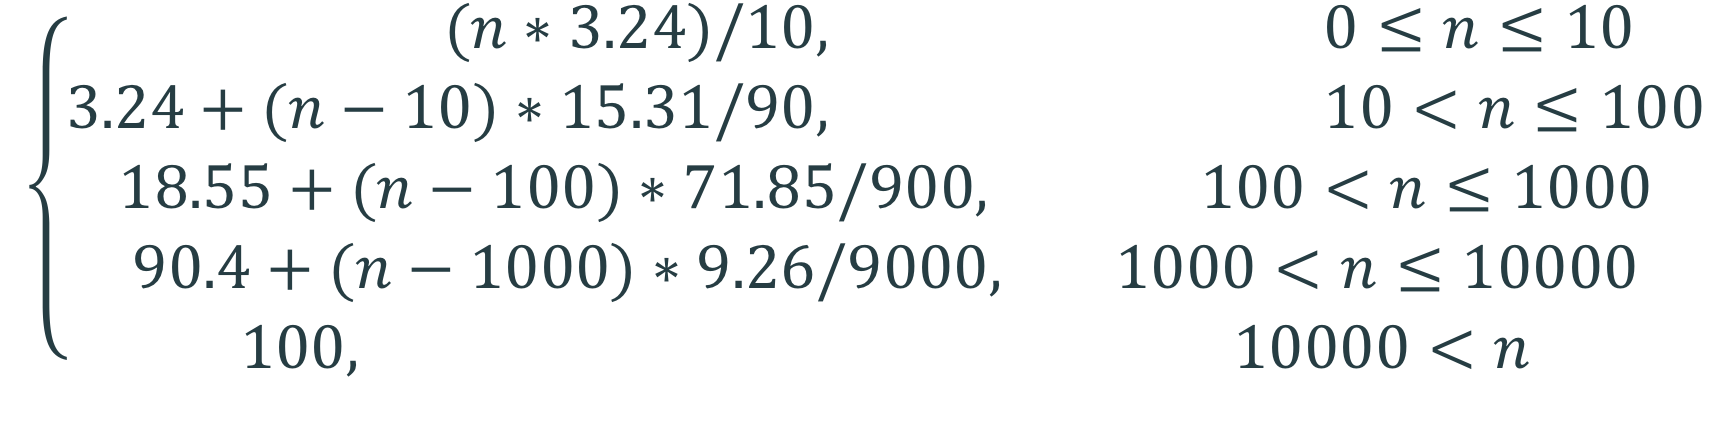 (n * 3.24)/10, 0 ≤ n ≤ 10
3.24 + (n − 10) * 15.31/90, 10 < n ≤ 100
18.55 + (n − 100) * 71.85/900, 100 < n ≤ 1000
90.4 + (n − 1000) * 9.26/9000, 1000 < n ≤ 10000
100, 10000 < n